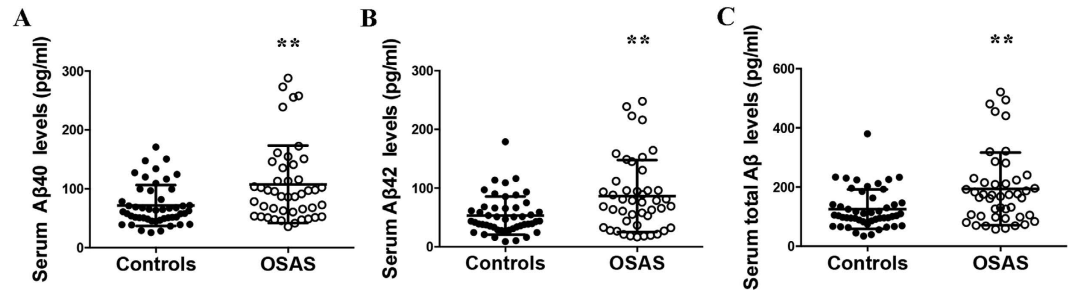 A
Serum Aβ40 levels (pg/ml)
300
200
100
0
**
Controls
OSAS
B
Serum Aβ42 levels (pg/ml)
300
200
100
0
**
Controls
OSAS
C
Serum total Aβ levels (pg/ml)
600
400
200
0
**
Controls
OSAS